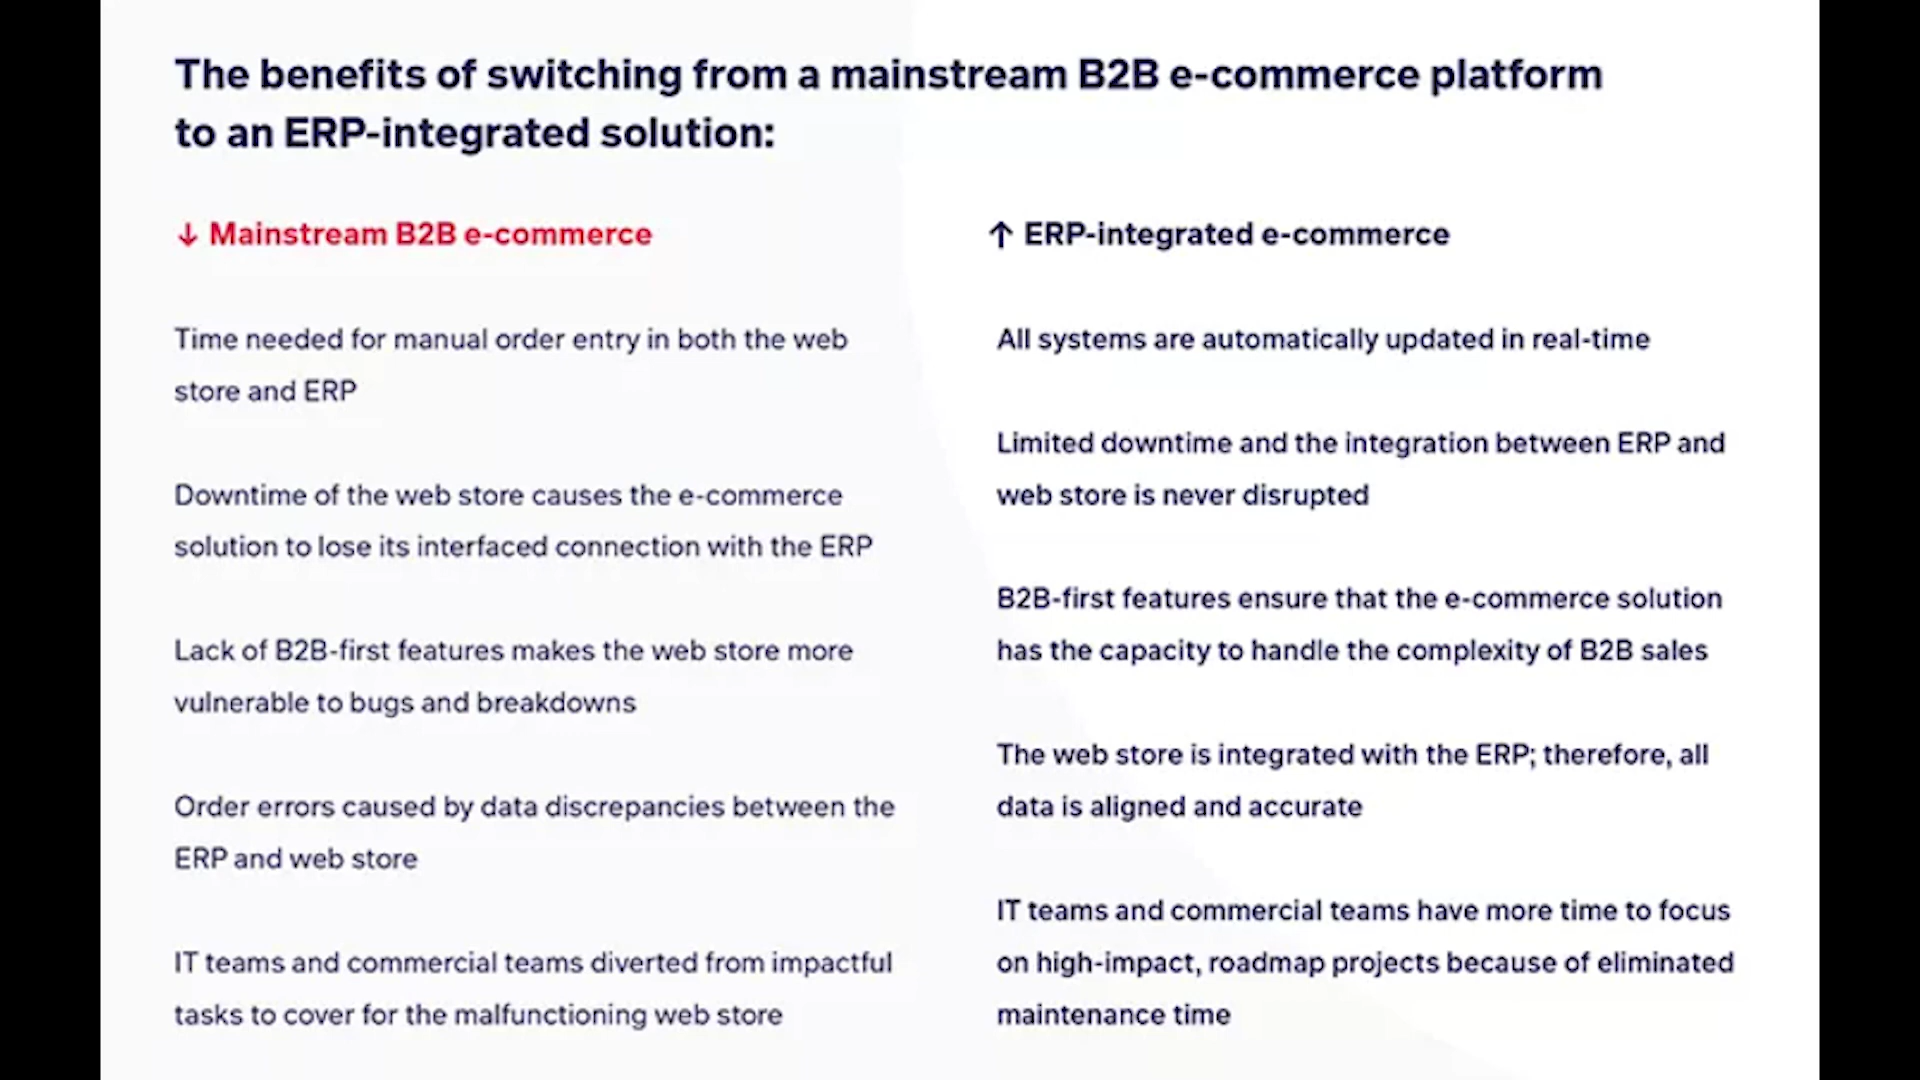 The benefits of switching from a mainstream B2B e-commerce platform
to an ERP-integrated solution:
↓ Mainstream B2B e-commerce
Time needed for manual order entry in both the web
store and ERP
Downtime of the web store causes the e-commerce
solution to lose its interfaced connection with the ERP
Lack of B2B-first features makes the web store more
vulnerable to bugs and breakdowns
Order errors caused by data discrepancies between the
ERP and web store
IT teams and commercial teams diverted from impactful
tasks to cover for the malfunctioning web store
↑ ERP-integrated e-commerce
All systems are automatically updated in real-time
Limited downtime and the integration between ERP and
web store is never disrupted
B2B-first features ensure that the e-commerce solution
has the capacity to handle the complexity of B2B sales
The web store is integrated with the ERP; therefore, all
data is aligned and accurate
IT teams and commercial teams have more time to focus
on high-impact, roadmap projects because of eliminated
maintenance time